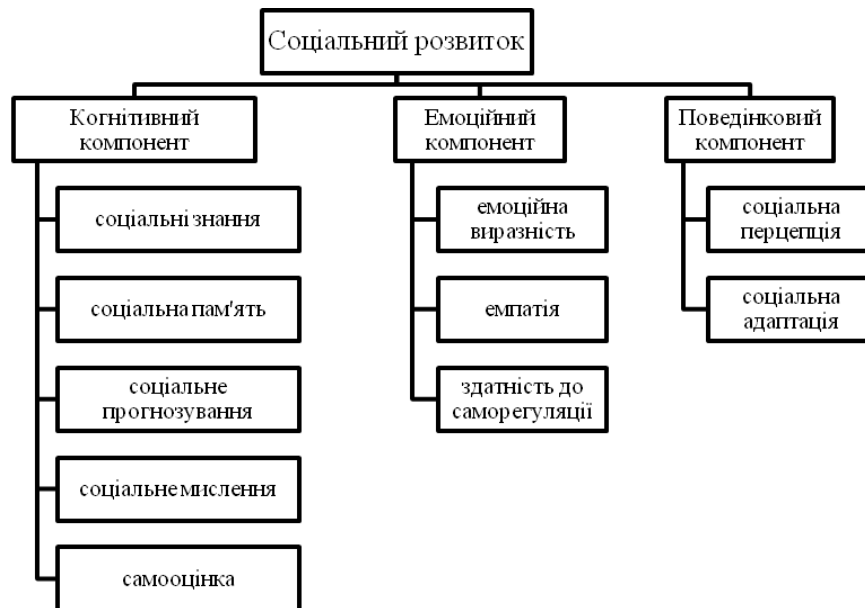 Соціальний розвиток
Когнітивний
компонент
соціальні знання
соціальна пам'ять
соціальне
прогнозування
соціальне мислення
самооцінка
Емоційний
компонент
емоційна
виразність
емпатія
здатність до
саморегуляції
Поведінковий
компонент
соціальна
перцепція
соціальна
адаптація